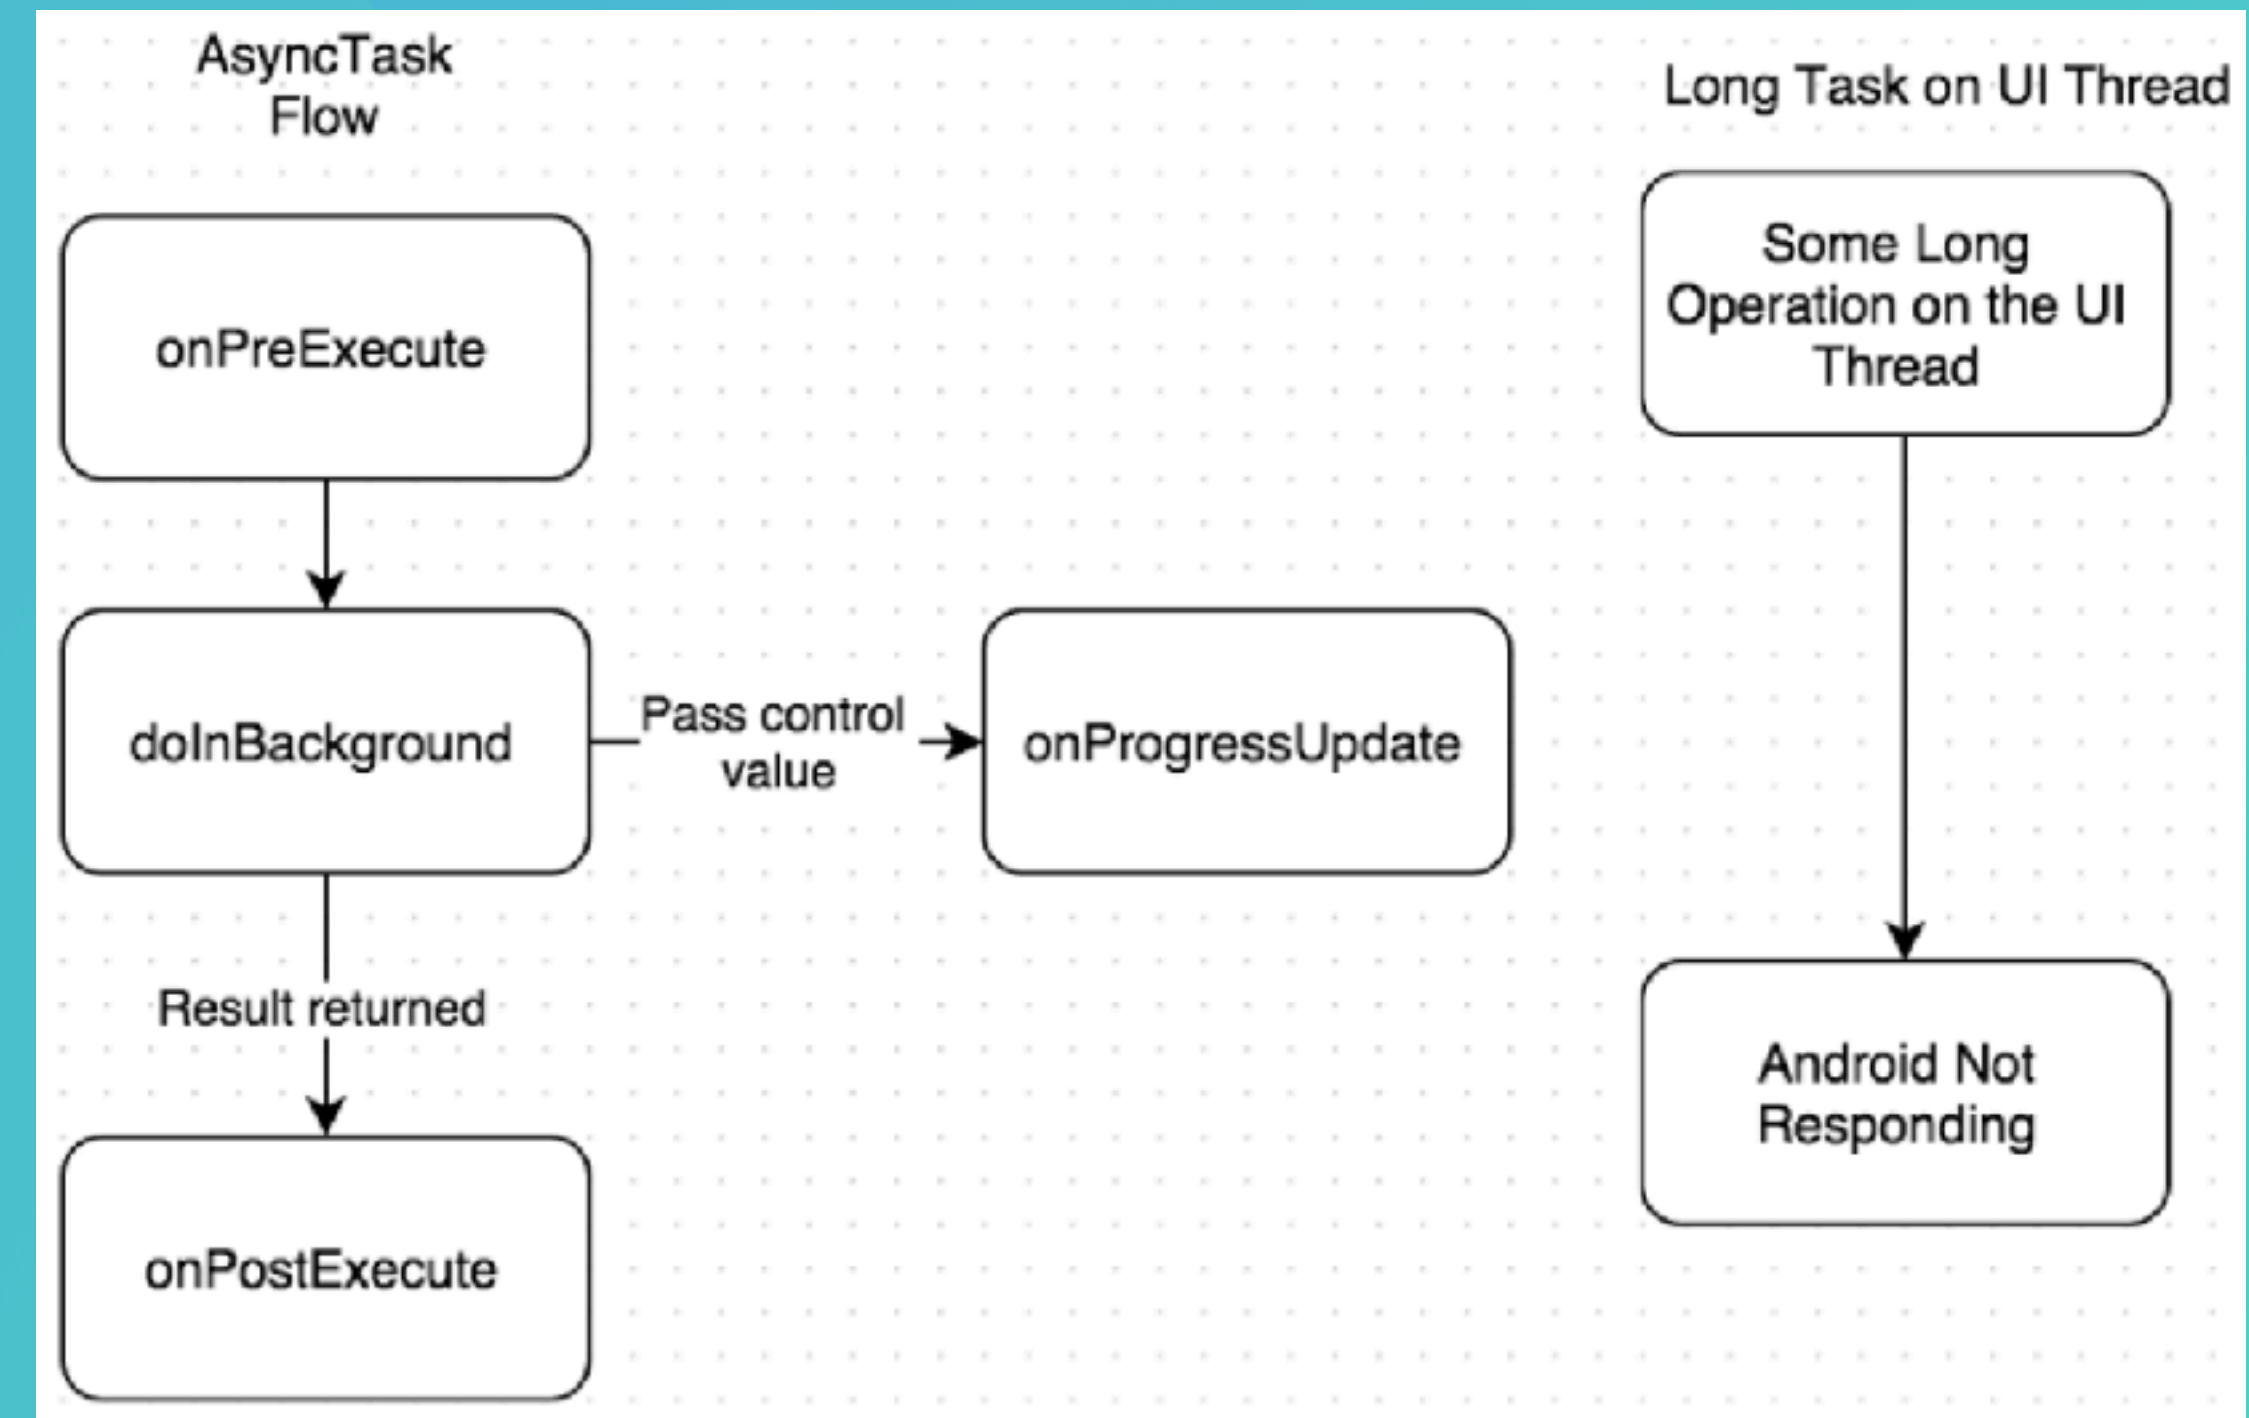 AsyncTask
Flow
onPreExecute
doInBackground
Pass control
value
onProgressUpdate
Result returned
onPostExecute
Long Task on UI Thread
Some Long
Operation on the UI
Thread
Android Not
Responding